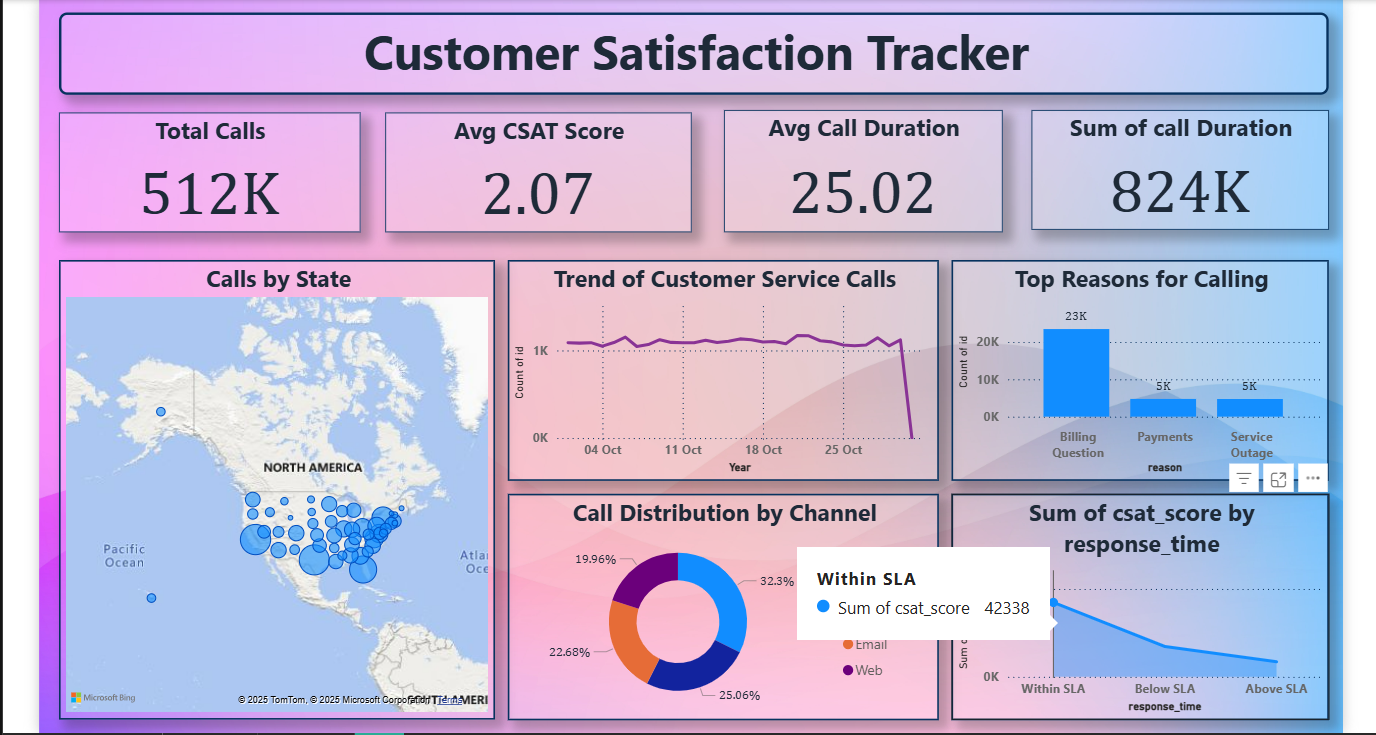 Customer Satisfaction Tracker
Total Calls
512K
Avg CSAT Score
2.07
Avg Call Duration
25.02
Sum of call Duration
824K
Calls by State
NORTH AMERICA
Pacific
Ocean
Atlan
Oce
Microsoft Bing
© 2025 TomTom, © 2025 Microsoft Corporation Terms
Trend of Customer Service Calls
Count of id
1K
0K
04 Oct
11 Oct
18 Oct
25 Oct
Year
Top Reasons for Calling
Count of id
20K
10K
0K
23K
5K
5K
Billing
Question
Payments
Service
Outage
reason
Call Distribution by Channel
19.96%
32.3%
22.68%
25.06%
Email
Web
Sum of csat_score by
response_time
Within SLA
Sum of csat_score 42338
Sum o
0K
Within SLA
Below SLA
Above SLA
response_time